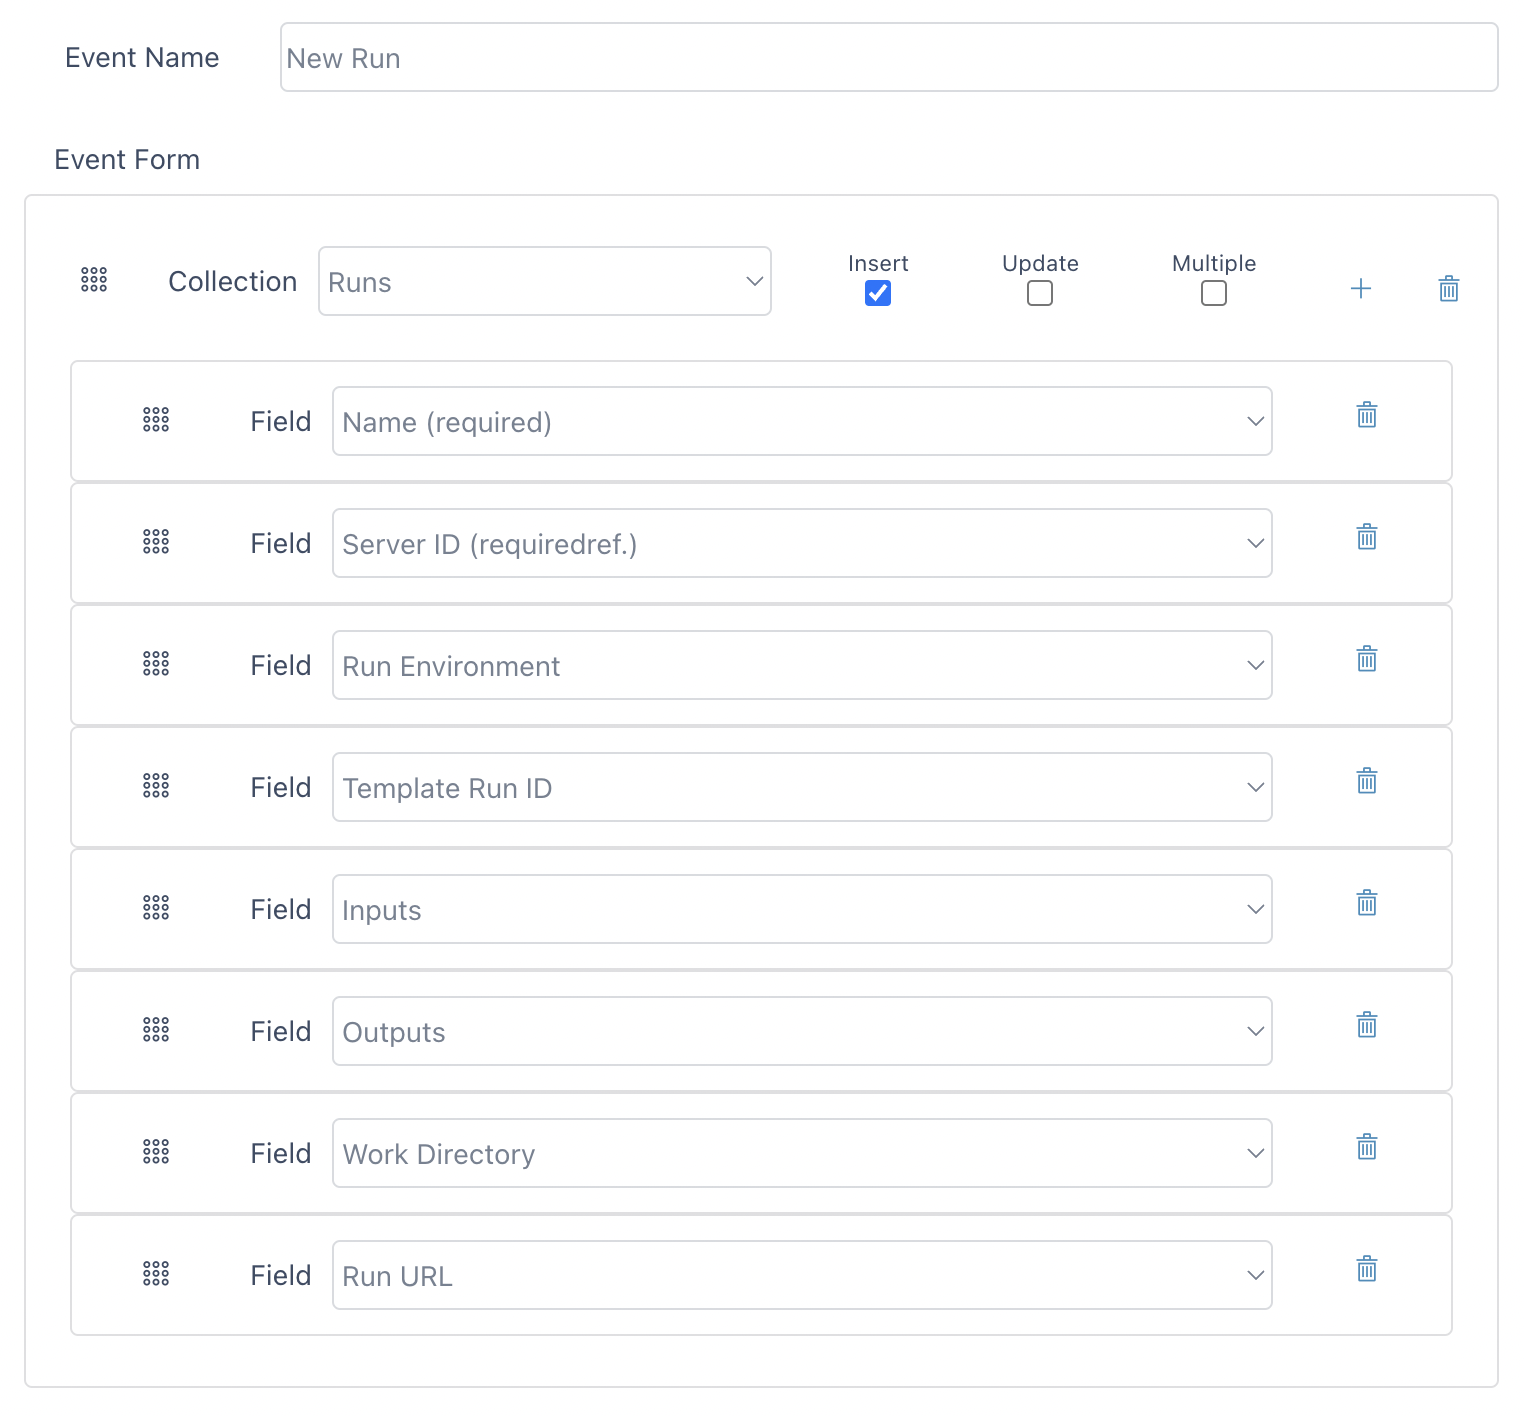 Event Name New Run
Event Form
Collection Runs Insert Update Multiple
Field Name (required)
Field Server ID (requiredref.)
Field Run Environment
Field Template Run ID
Field Inputs
Field Outputs
Field Work Directory
Field Run URL